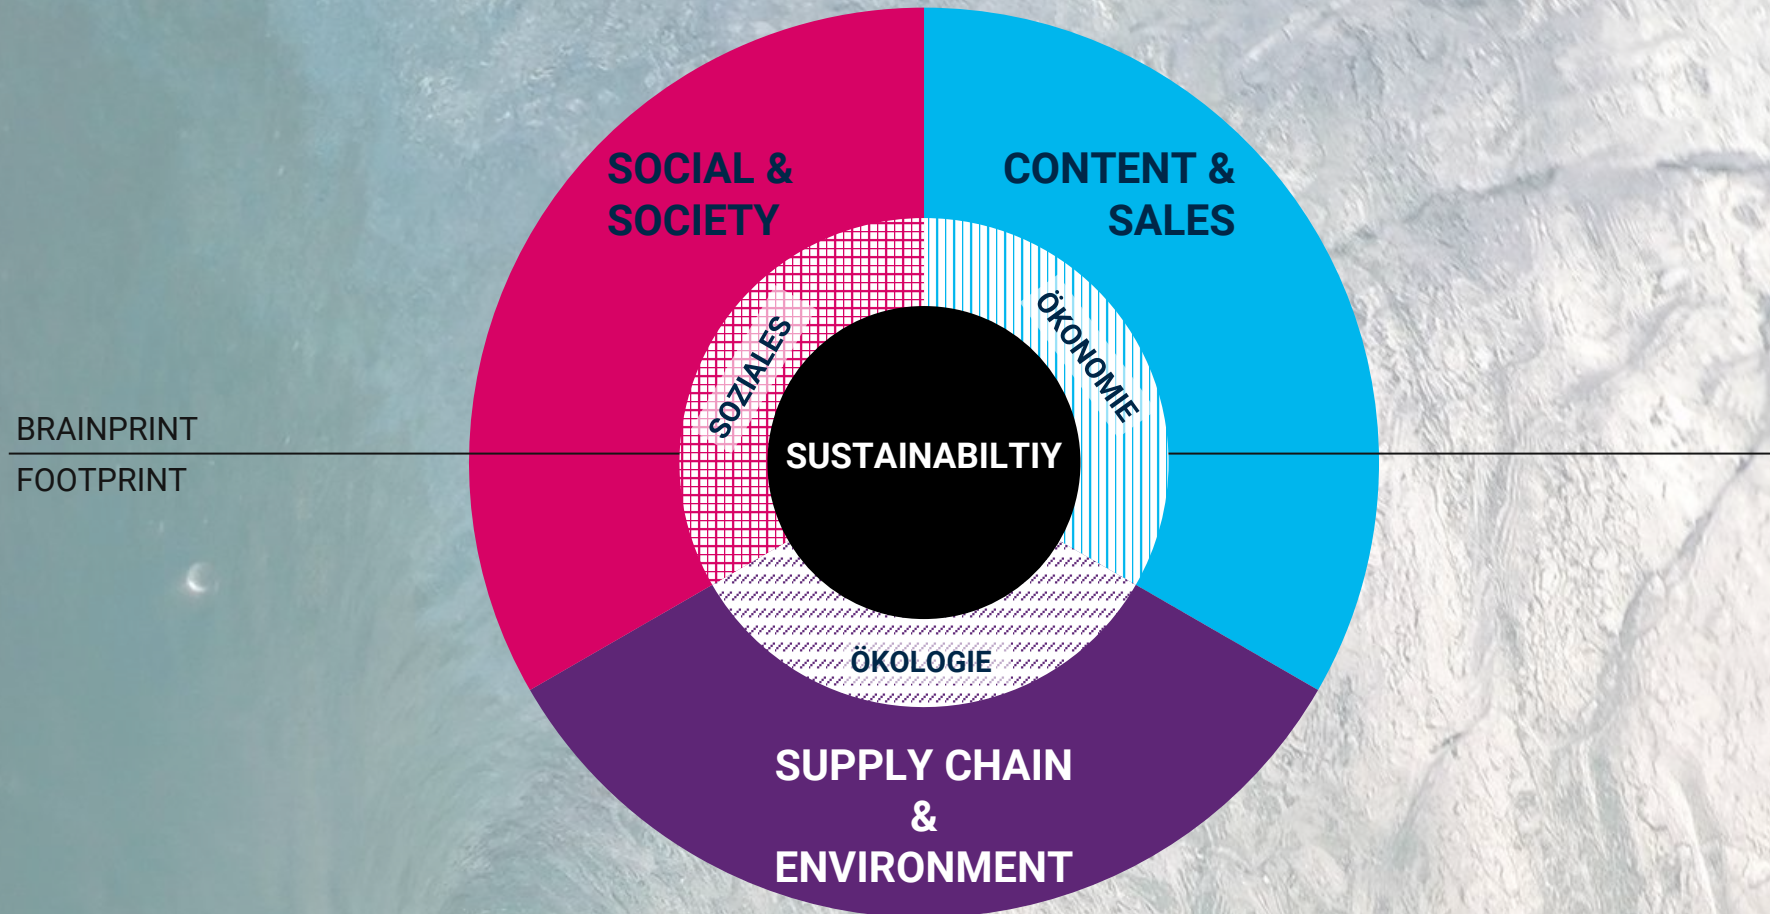 SOCIAL &
SOCIETY
CONTENT &
SALES
SOZIALES
ÖKONOMIE
BRAINPRINT
FOOTPRINT
SUSTAINABILTIY
ÖKOLOGIE
SUPPLY CHAIN
&
ENVIRONMENT